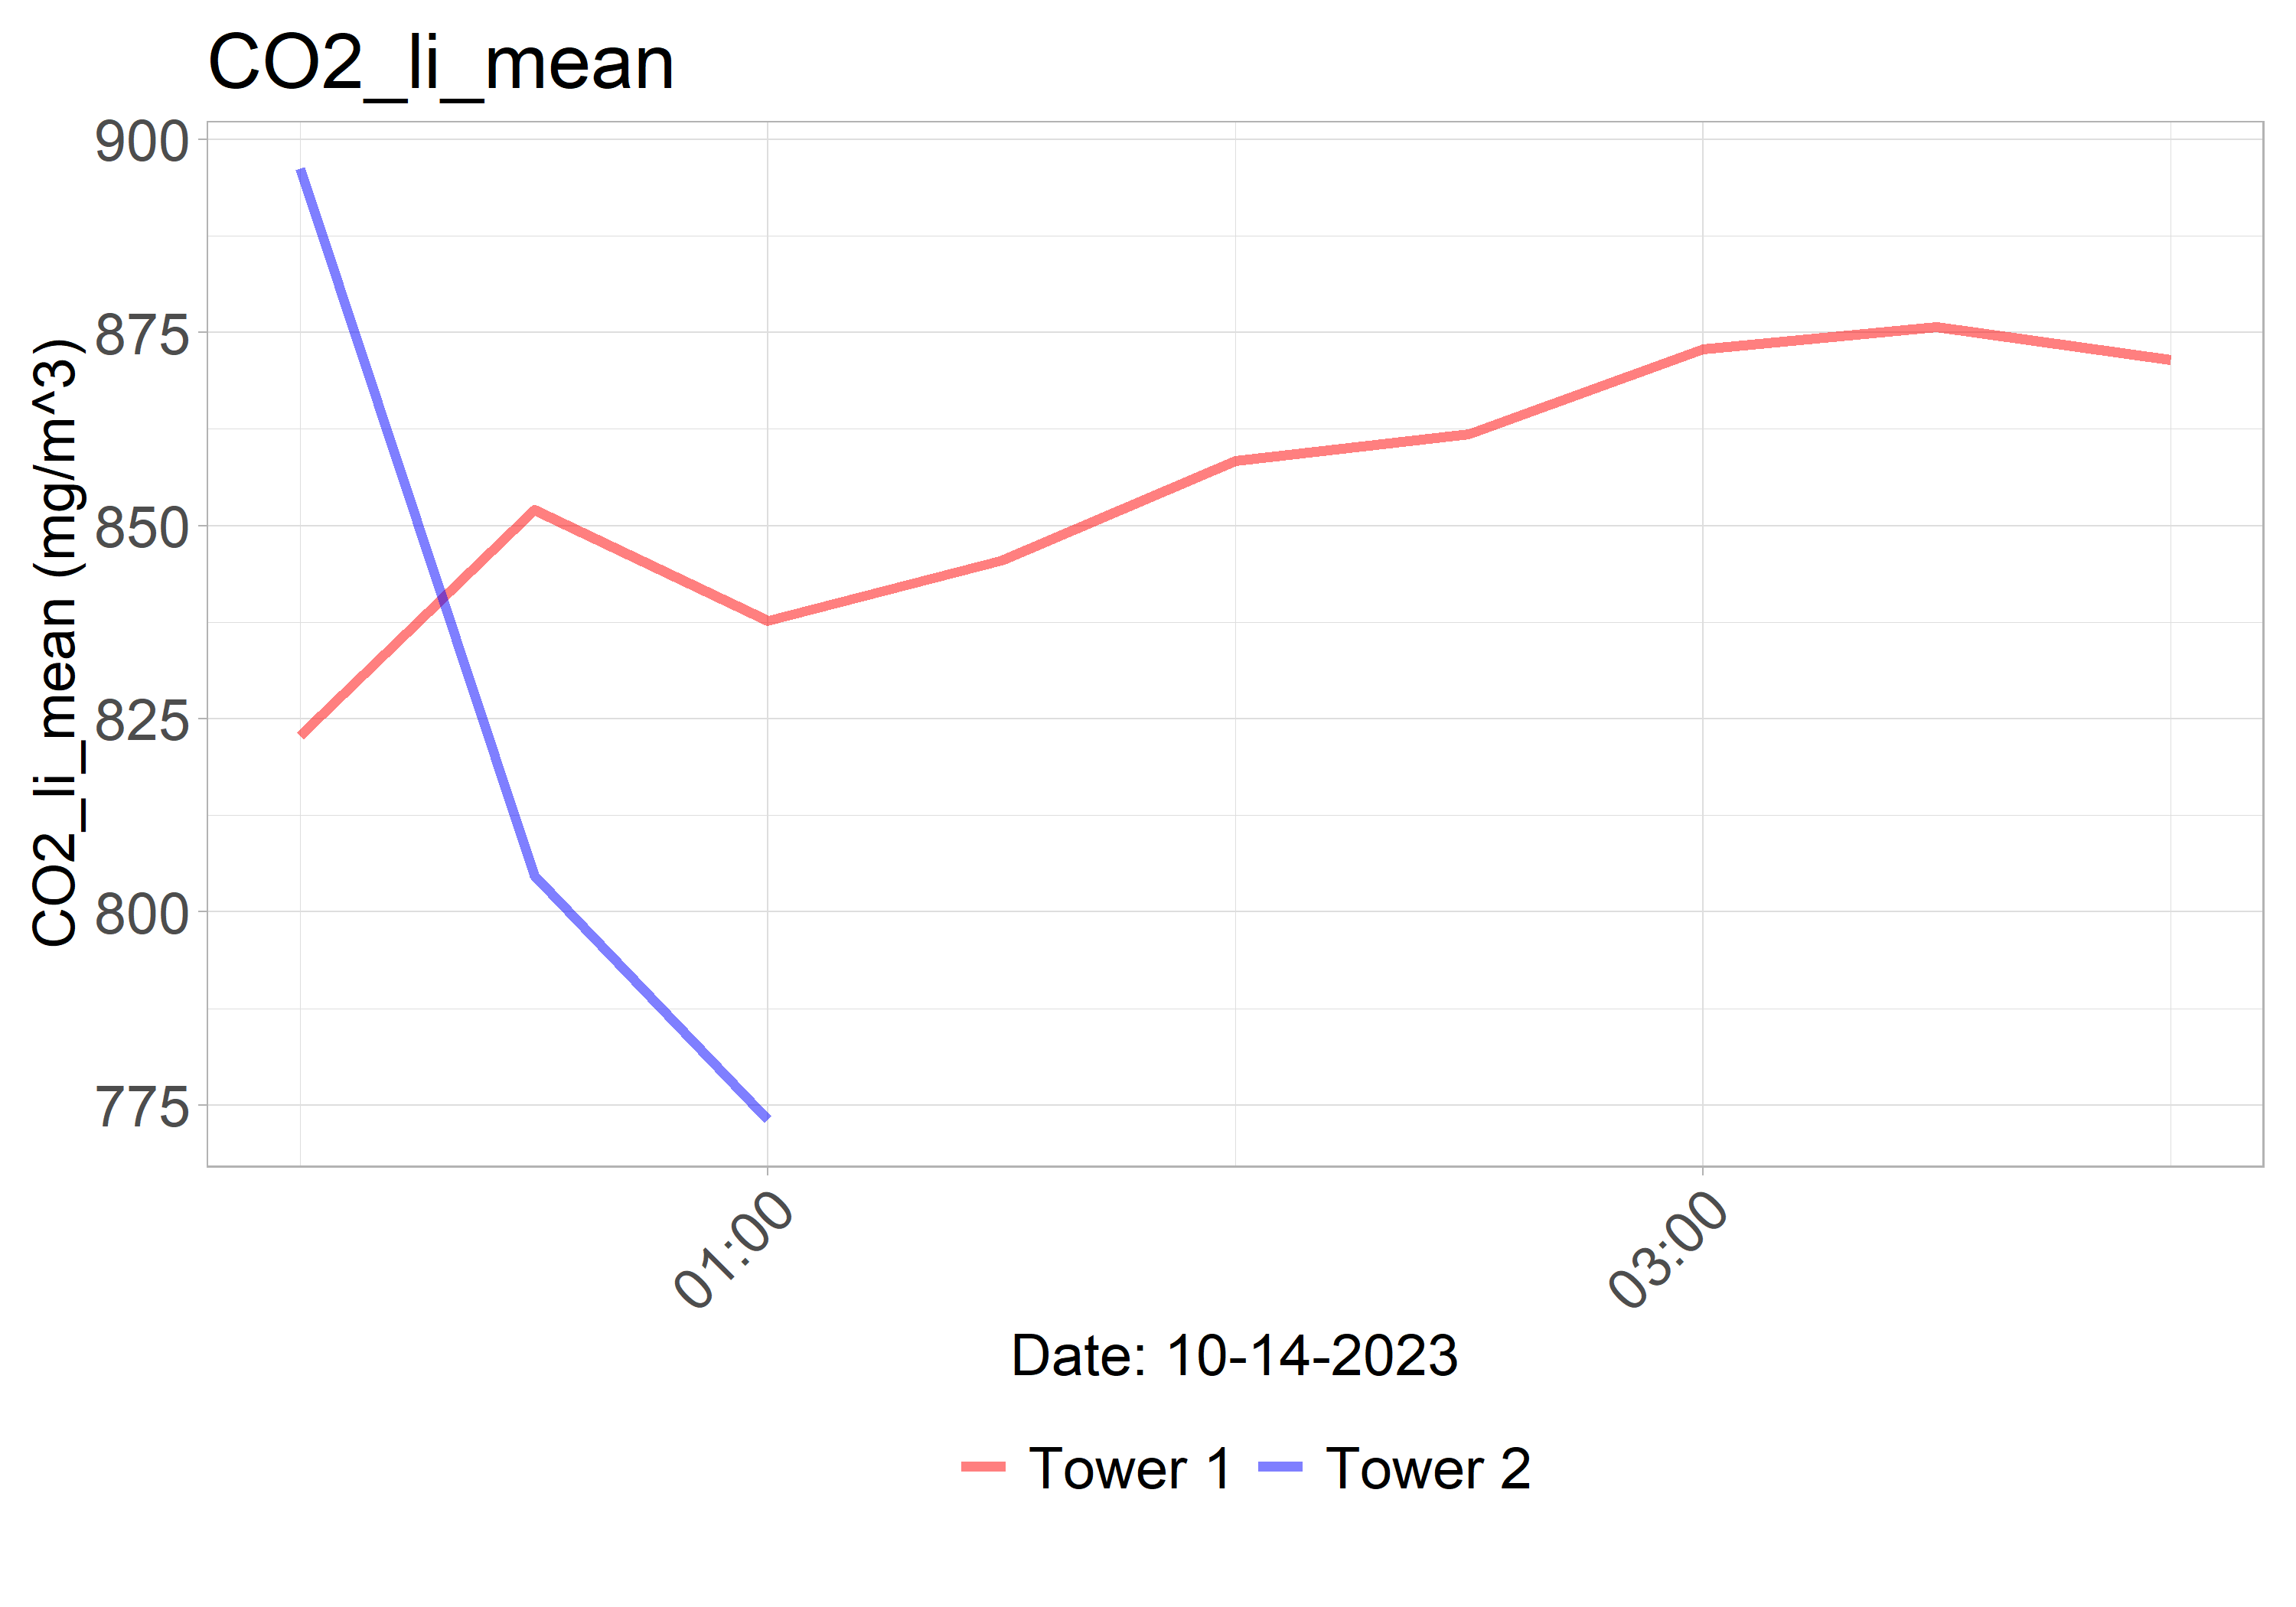 CO2_li_mean
CO2_li_mean (mg/m^3)
900
875
850
825
800
775
01:00
03:00
Date: 10-14-2023
Tower 1 Tower 2